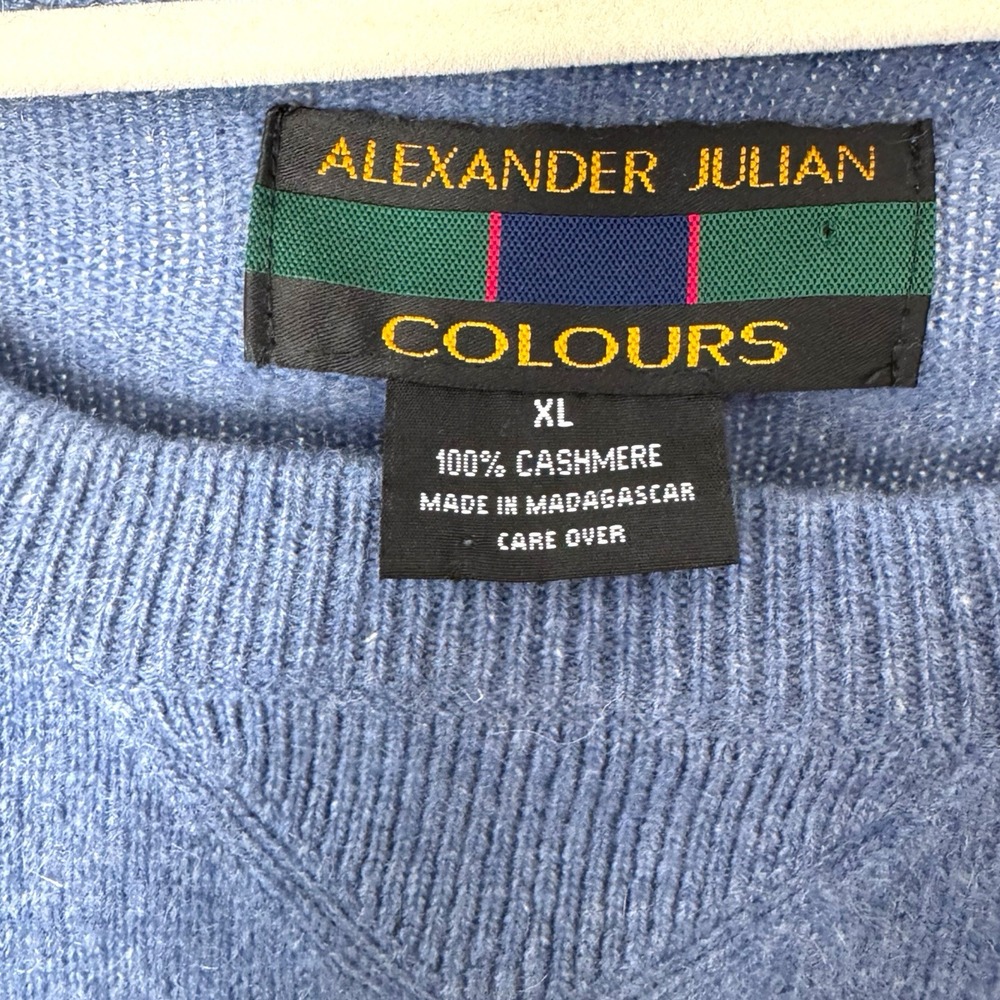 ALEXANDER JULIAN
COLOURS
XL
100% CASHMERE
MADE IN MADAGASCAR
CARE OVER